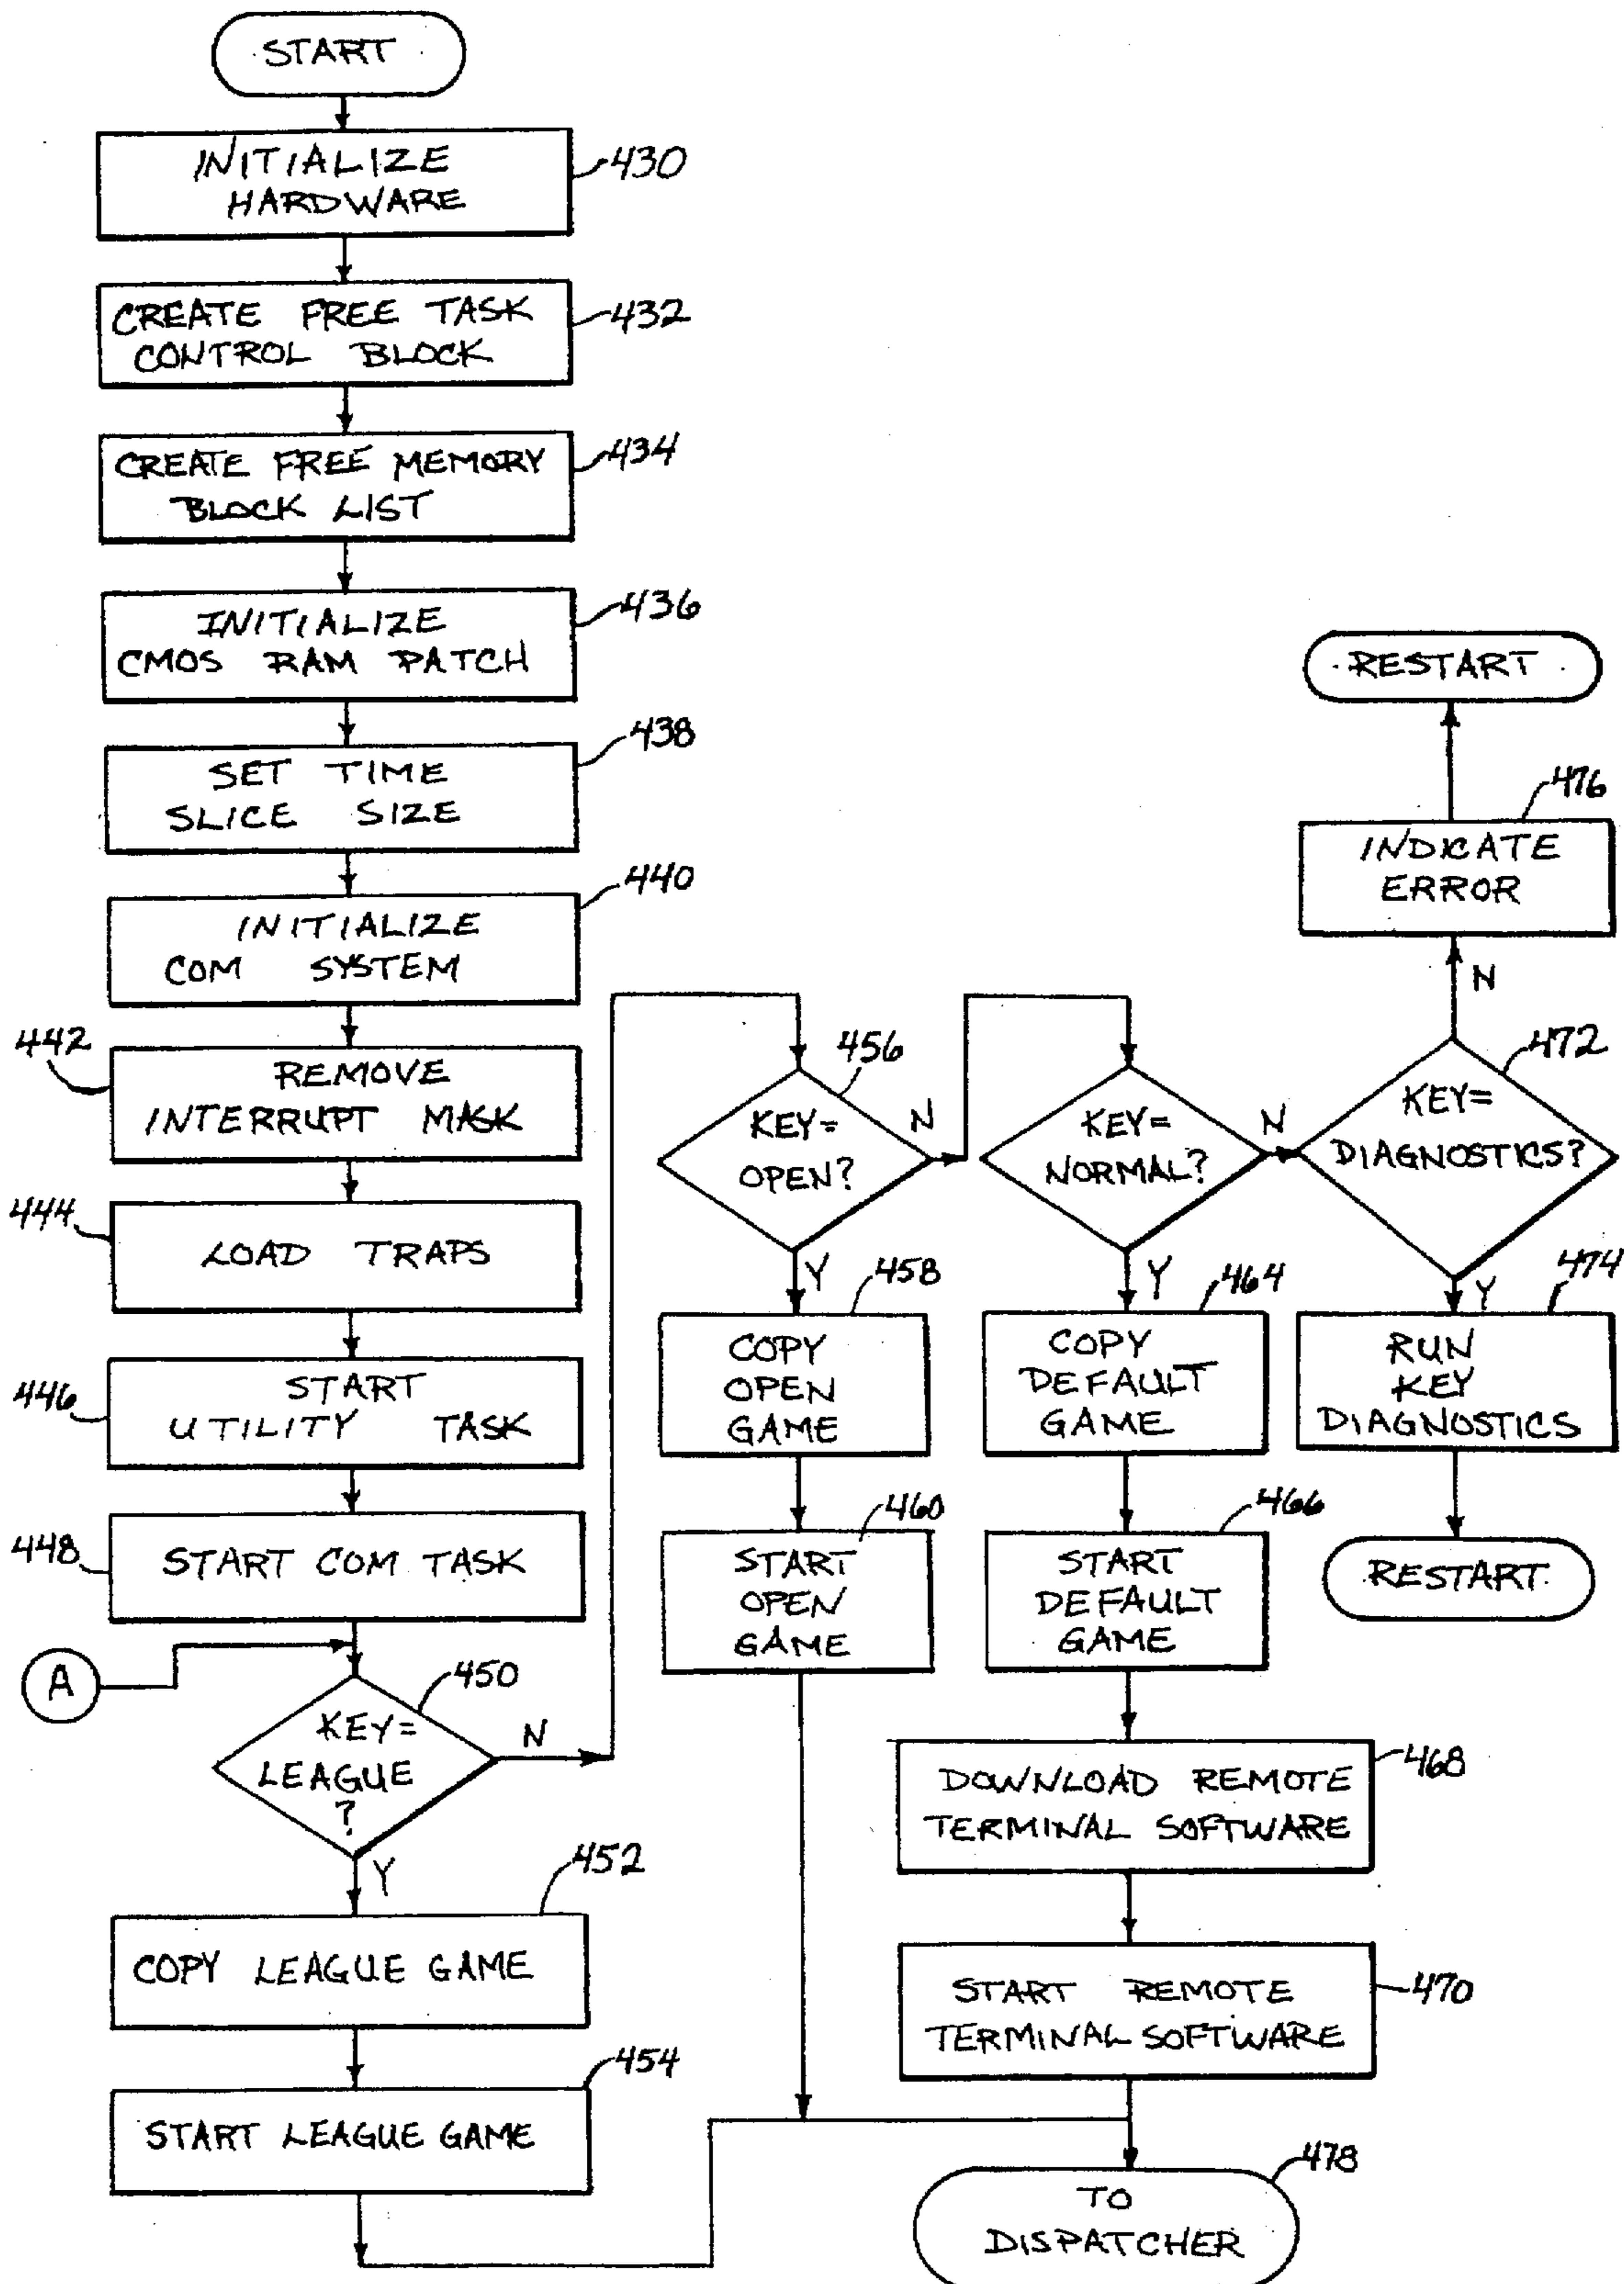 START
INITIALIZE
HARDWARE
430
CREATE FREE TASK
CONTROL BLOCK
432
CREATE FREE MEMORY
BLOCK LIST
434
INITIALIZE
CMOS RAM PATCH
436
SET TIME
SLICE SIZE
438
INITIALIZE
COM SYSTEM
440
442
REMOVE
INTERRUPT MASK
444
LOAD TRAPS
446
START
UTILITY TASK
448
START COM TASK
A
450
KEY=
LEAGUE
?
N
Y
452
COPY LEAGUE GAME
454
START LEAGUE GAME
456
KEY=
OPEN?
N
Y
458
COPY
OPEN
GAME
460
START
OPEN
GAME
KEY=
NORMAL?
N
Y
464
COPY
DEFAULT
GAME
466
START
DEFAULT
GAME
468
DOWNLOAD REMOTE
TERMINAL SOFTWARE
470
START REMOTE
TERMINAL SOFTWARE
478
TO
DISPATCHER
RESTART
476
INDICATE
ERROR
N
472
KEY=
DIAGNOSTICS?
Y
474
RUN
KEY
DIAGNOSTICS
RESTART